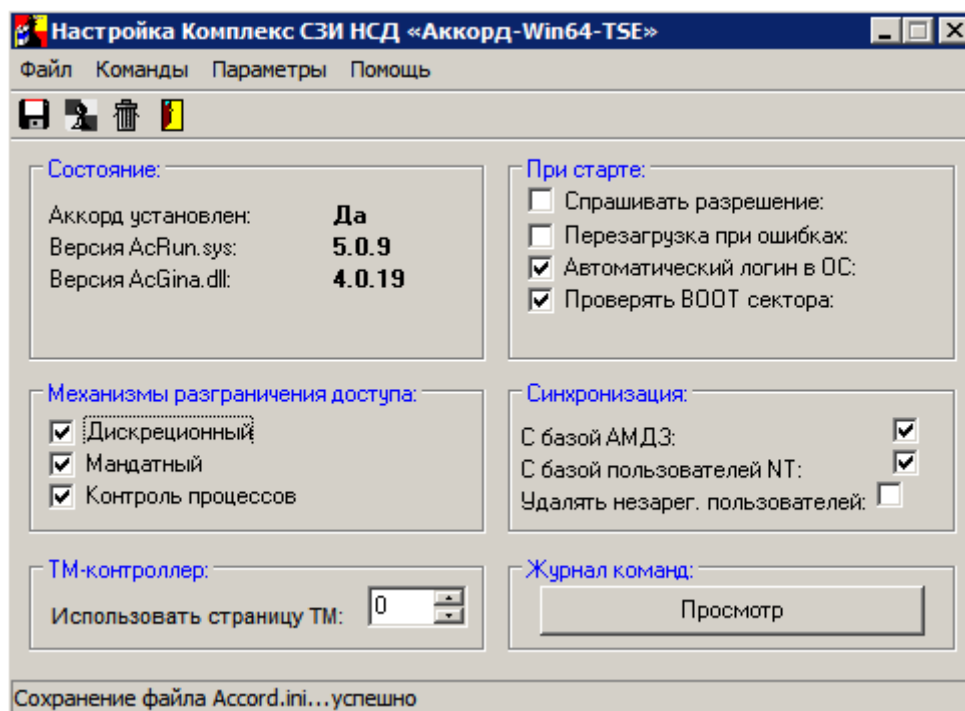 Настройка Комплекс СЗИ НСД «Аккорд-Win64-TSE»
Файл Команды Параметры Помощь
Состояние:
Аккорд установлен: Да
Версия AcRun.sys: 5.0.9
Версия AcGina.dll: 4.0.19
При старте:
Спрашивать разрешение:
Перезагрузка при ошибках:
Автоматический логин в ОС:
Проверять BOOT сектора:
Механизмы разграничения доступа:
Дискреционный
Мандатный
Контроль процессов
Синхронизация:
С базой АМДЗ:
С базой пользователей NT:
Удалять незарег. пользователей:
ТМ-контроллер:
Использовать страницу ТМ: 0
Журнал команд:
Просмотр
Сохранение файла Accord.ini...успешно